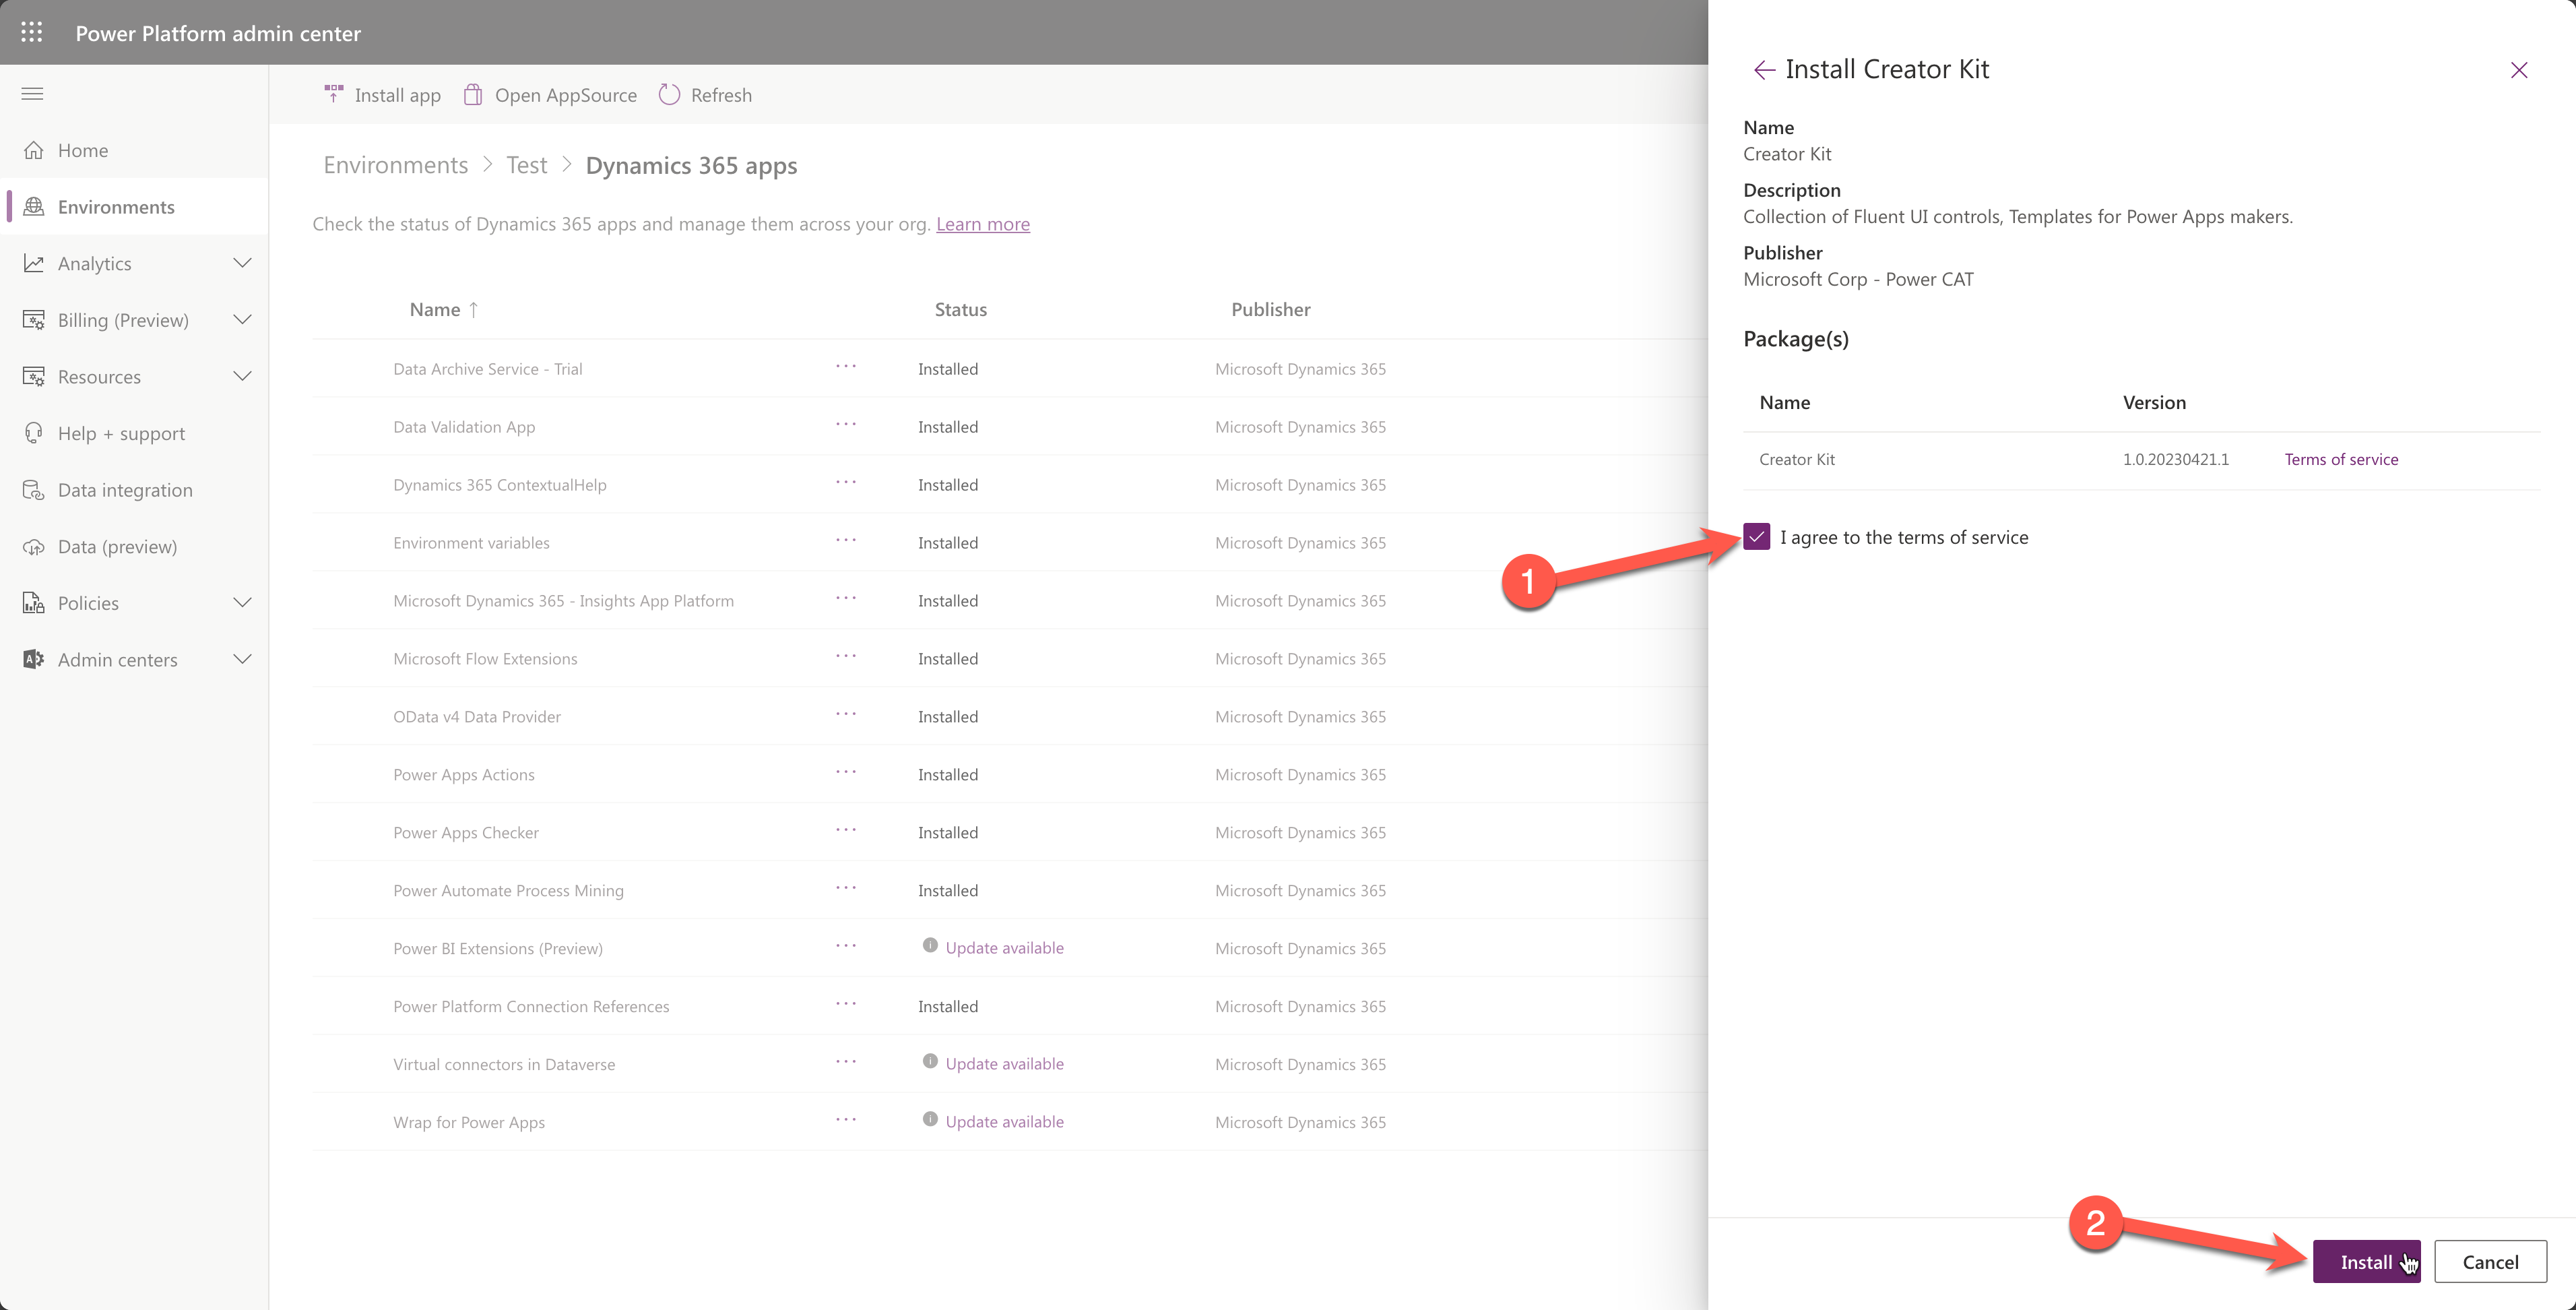 Power Platform admin center
Install app
Open AppSource
Refresh
Home
Environments
Analytics
Billing (Preview)
Resources
Help + support
Data integration
Data (preview)
Policies
Admin centers
Environments > Test > Dynamics 365 apps
Check the status of Dynamics 365 apps and manage them across your org. Learn more
Name ↑ Status Publisher
Data Archive Service - Trial ... Installed Microsoft Dynamics 365
Data Validation App ... Installed Microsoft Dynamics 365
Dynamics 365 ContextualHelp ... Installed Microsoft Dynamics 365
Environment variables ... Installed Microsoft Dynamics 365
Microsoft Dynamics 365 - Insights App Platform ... Installed Microsoft Dynamics 365
Microsoft Flow Extensions ... Installed Microsoft Dynamics 365
OData v4 Data Provider ... Installed Microsoft Dynamics 365
Power Apps Actions ... Installed Microsoft Dynamics 365
Power Apps Checker ... Installed Microsoft Dynamics 365
Power Automate Process Mining ... Installed Microsoft Dynamics 365
Power BI Extensions (Preview) ... Update available Microsoft Dynamics 365
Power Platform Connection References ... Installed Microsoft Dynamics 365
Virtual connectors in Dataverse ... Update available Microsoft Dynamics 365
Wrap for Power Apps ... Update available Microsoft Dynamics 365
Install Creator Kit
Name
Creator Kit
Description
Collection of Fluent UI controls, Templates for Power Apps makers.
Publisher
Microsoft Corp - Power CAT
Package(s)
Name Version
Creator Kit 1.0.20230421.1 Terms of service
I agree to the terms of service
1
2
Install
Cancel